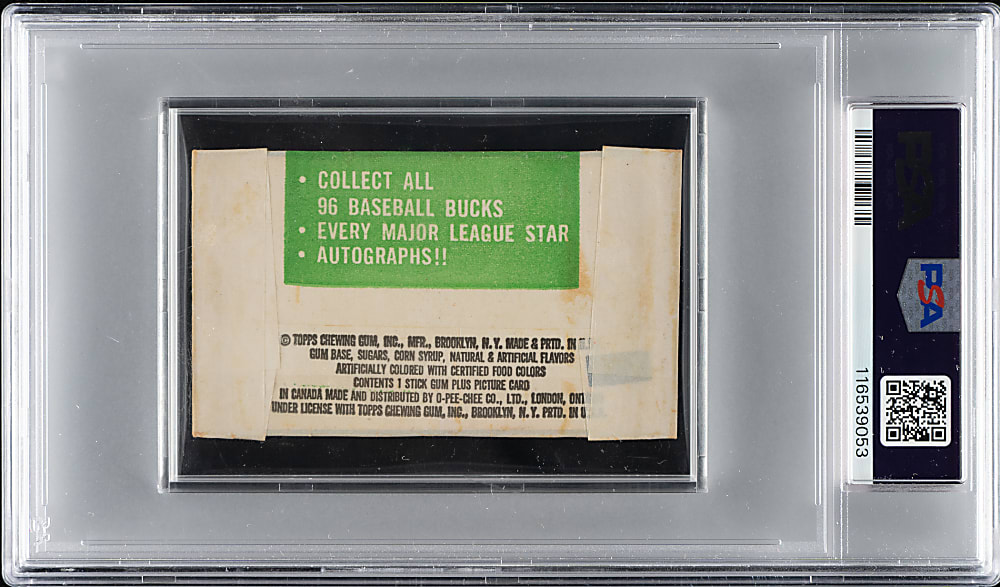 • COLLECT ALL
96 BASEBALL BUCKS
• EVERY MAJOR LEAGUE STAR
• AUTOGRAPHS!!
© TOPPS CHEWING GUM, INC., MFR., BROOKLYN, N. Y. MADE & PRTD. IN U.S.
GUM BASE, SUGARS, CORN SYRUP, NATURAL & ARTIFICIAL FLAVORS
ARTIFICIALLY COLORED WITH CERTIFIED FOOD COLORS
CONTENTS 1 STICK GUM PLUS PICTURE CARD
IN CANADA MADE AND DISTRIBUTED BY O-PEE-CHEE CO., LTD., LONDON, ONT
UNDER LICENSE WITH TOPPS CHEWING GUM, INC., BROOKLYN, N. Y. PRTD. IN U
PSA
PSA
116539053